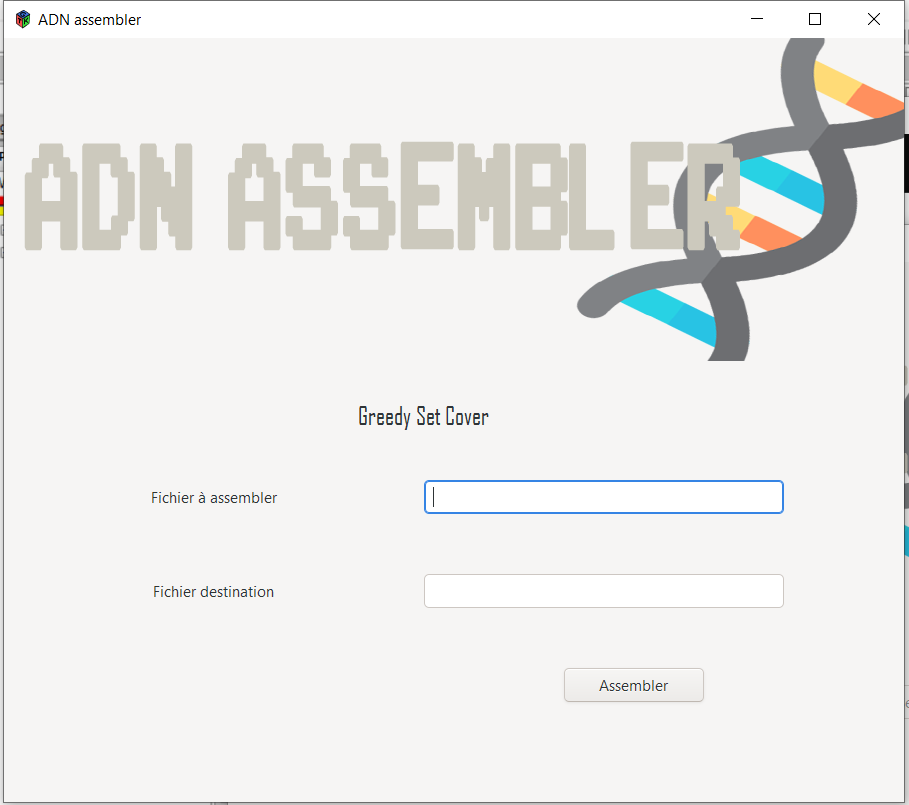 ADN assembler
ADN ASSEMBLER
Greedy Set Cover
Fichier à assembler
Fichier destination
Assembler